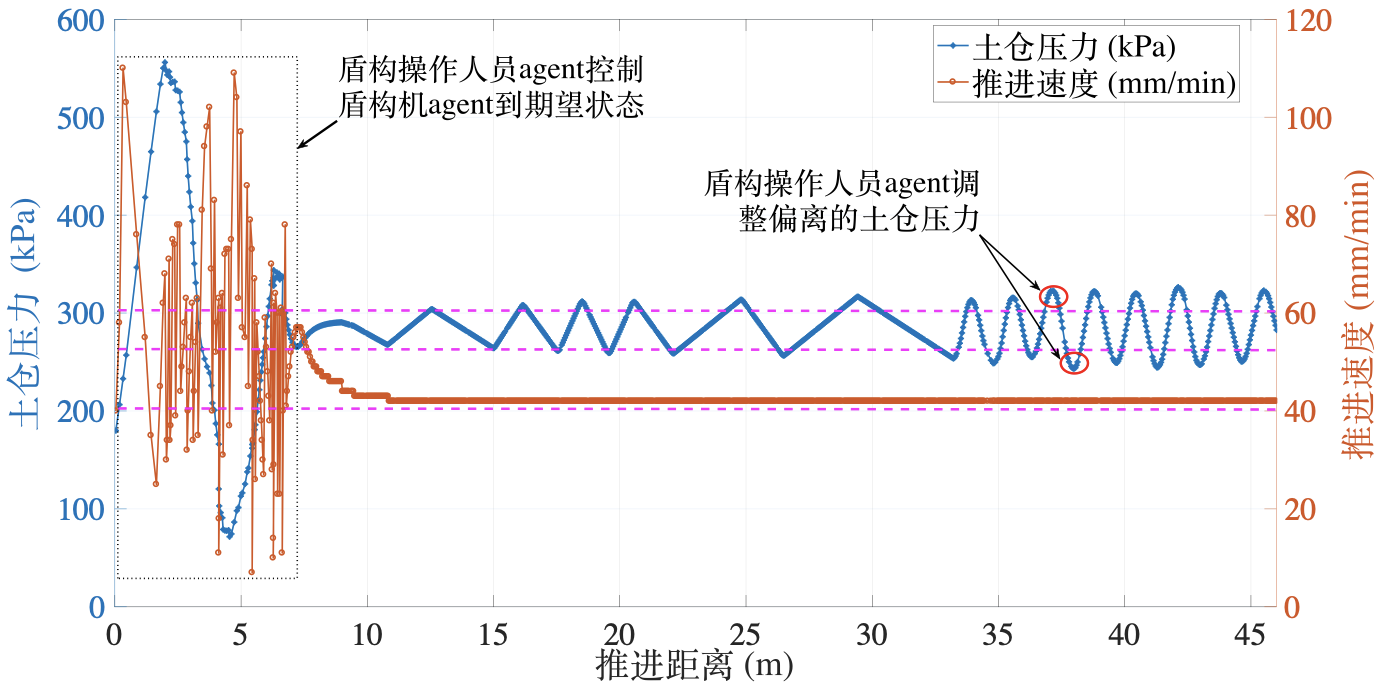 600
500
400
300
200
100
0
土仓压力 (kPa)
盾构操作人员agent控制
盾构机agent到期望状态
土仓压力 (kPa)
推进速度 (mm/min)
盾构操作人员agent调
整偏离的土仓压力
120
100
80
60
40
20
0
推进速度 (mm/min)
0 5 10 15 20 25 30 35 40 45
推进距离 (m)